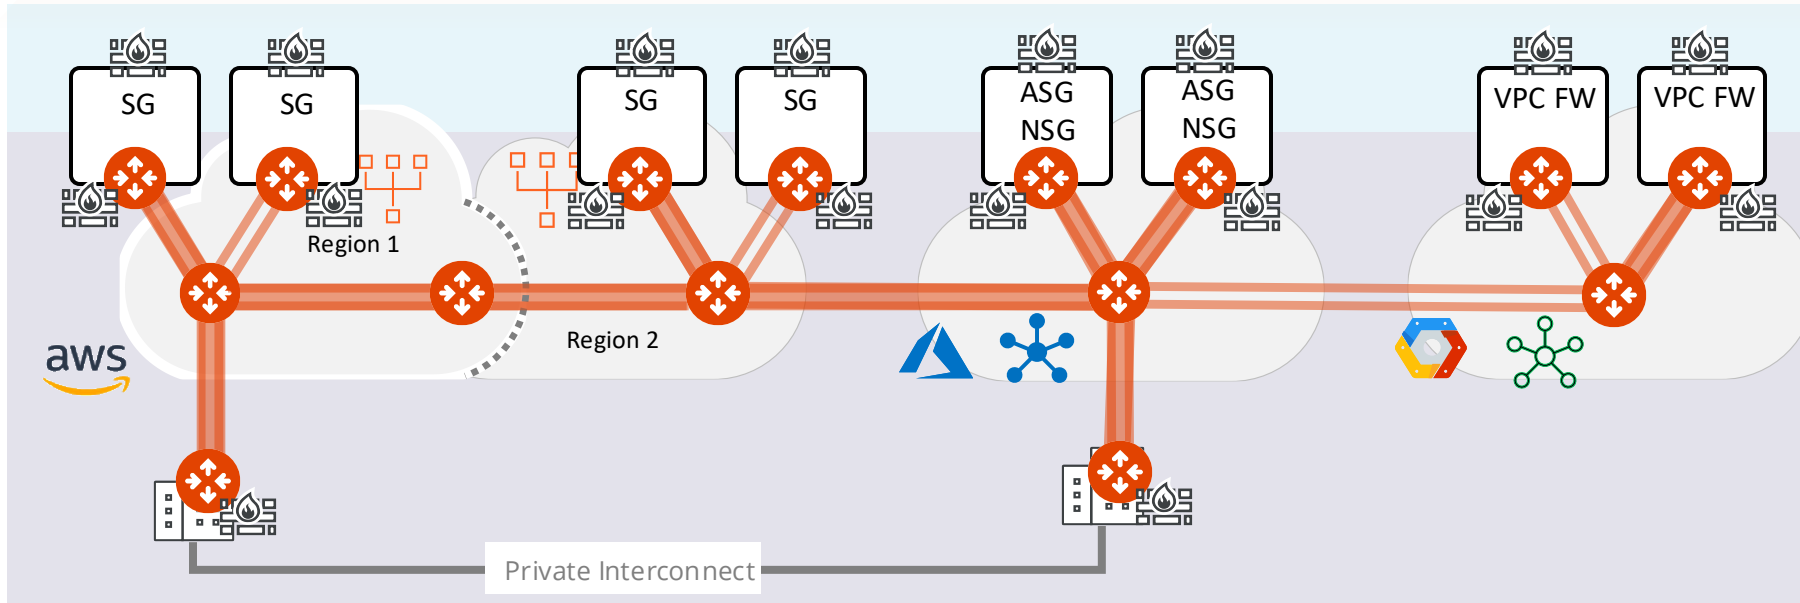 SG
SG
SG
SG
ASG
NSG
ASG
NSG
VPC FW
VPC FW
Region 1
Region 2
aws
Private Interconnect